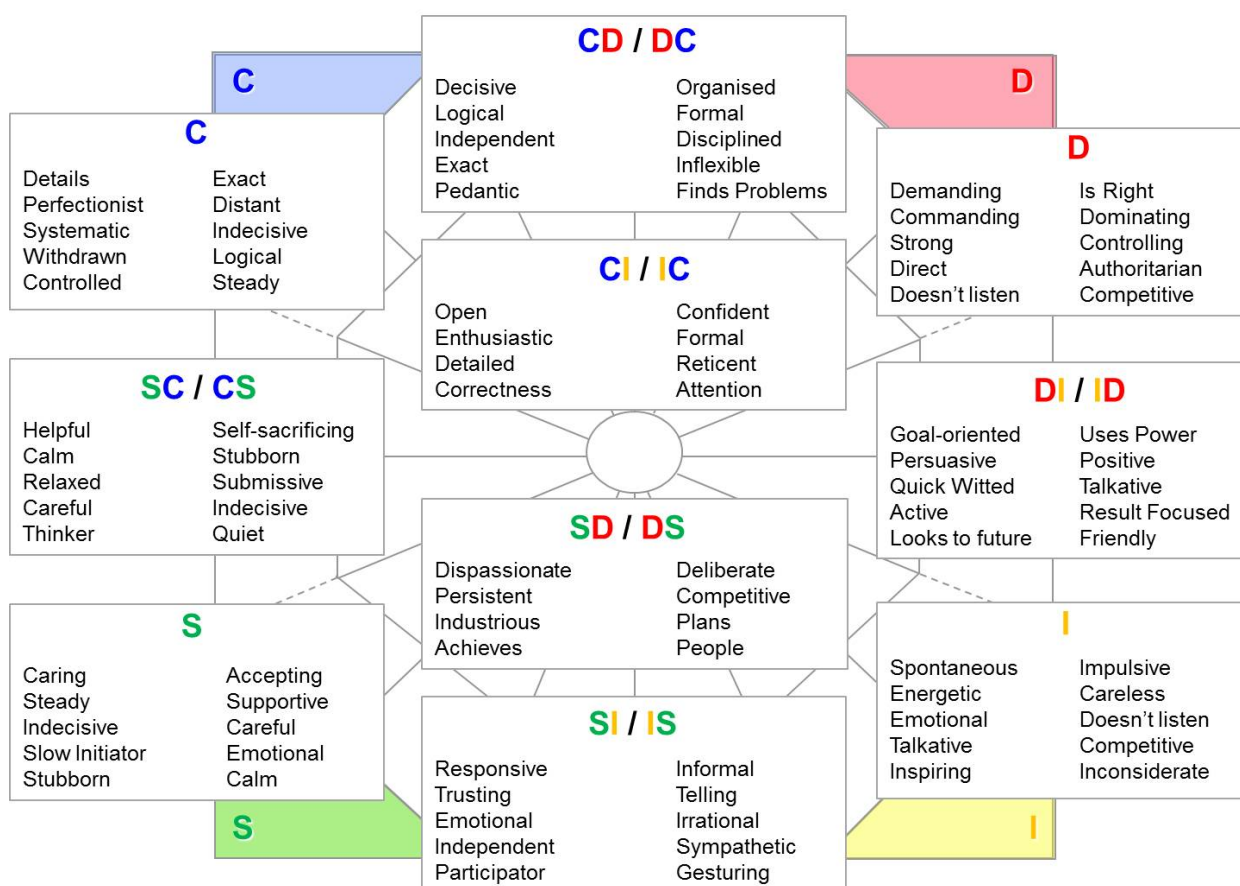 C
D
CD / DC
Decisive Organised
Logical Formal
Independent Disciplined
Exact Inflexible
Pedantic Finds Problems
C
Details Exact
Perfectionist Distant
Systematic Indecisive
Withdrawn Logical
Controlled Steady
D
Demanding Is Right
Commanding Dominating
Strong Controlling
Direct Authoritarian
Doesn't listen Competitive
CI / IC
Open Confident
Enthusiastic Formal
Detailed Reticent
Correctness Attention
SC / CS
Helpful Self-sacrificing
Calm Stubborn
Relaxed Submissive
Careful Indecisive
Thinker Quiet
DI / ID
Goal-oriented Uses Power
Persuasive Positive
Quick Witted Talkative
Active Result Focused
Looks to future Friendly
SD / DS
Dispassionate Deliberate
Persistent Competitive
Industrious Plans
Achieves People
S
Caring Accepting
Steady Supportive
Indecisive Careful
Slow Initiator Emotional
Stubborn Calm
I
Spontaneous Impulsive
Energetic Careless
Emotional Doesn't listen
Talkative Competitive
Inspiring Inconsiderate
SI / IS
Responsive Informal
Trusting Telling
Emotional Irrational
Independent Sympathetic
Participator Gesturing
S
I